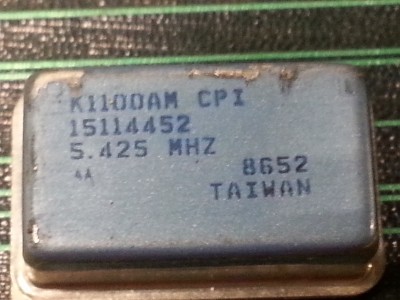 K1100AM CPI
15114452
5.425 MHZ
8652
4A
TAIWAN